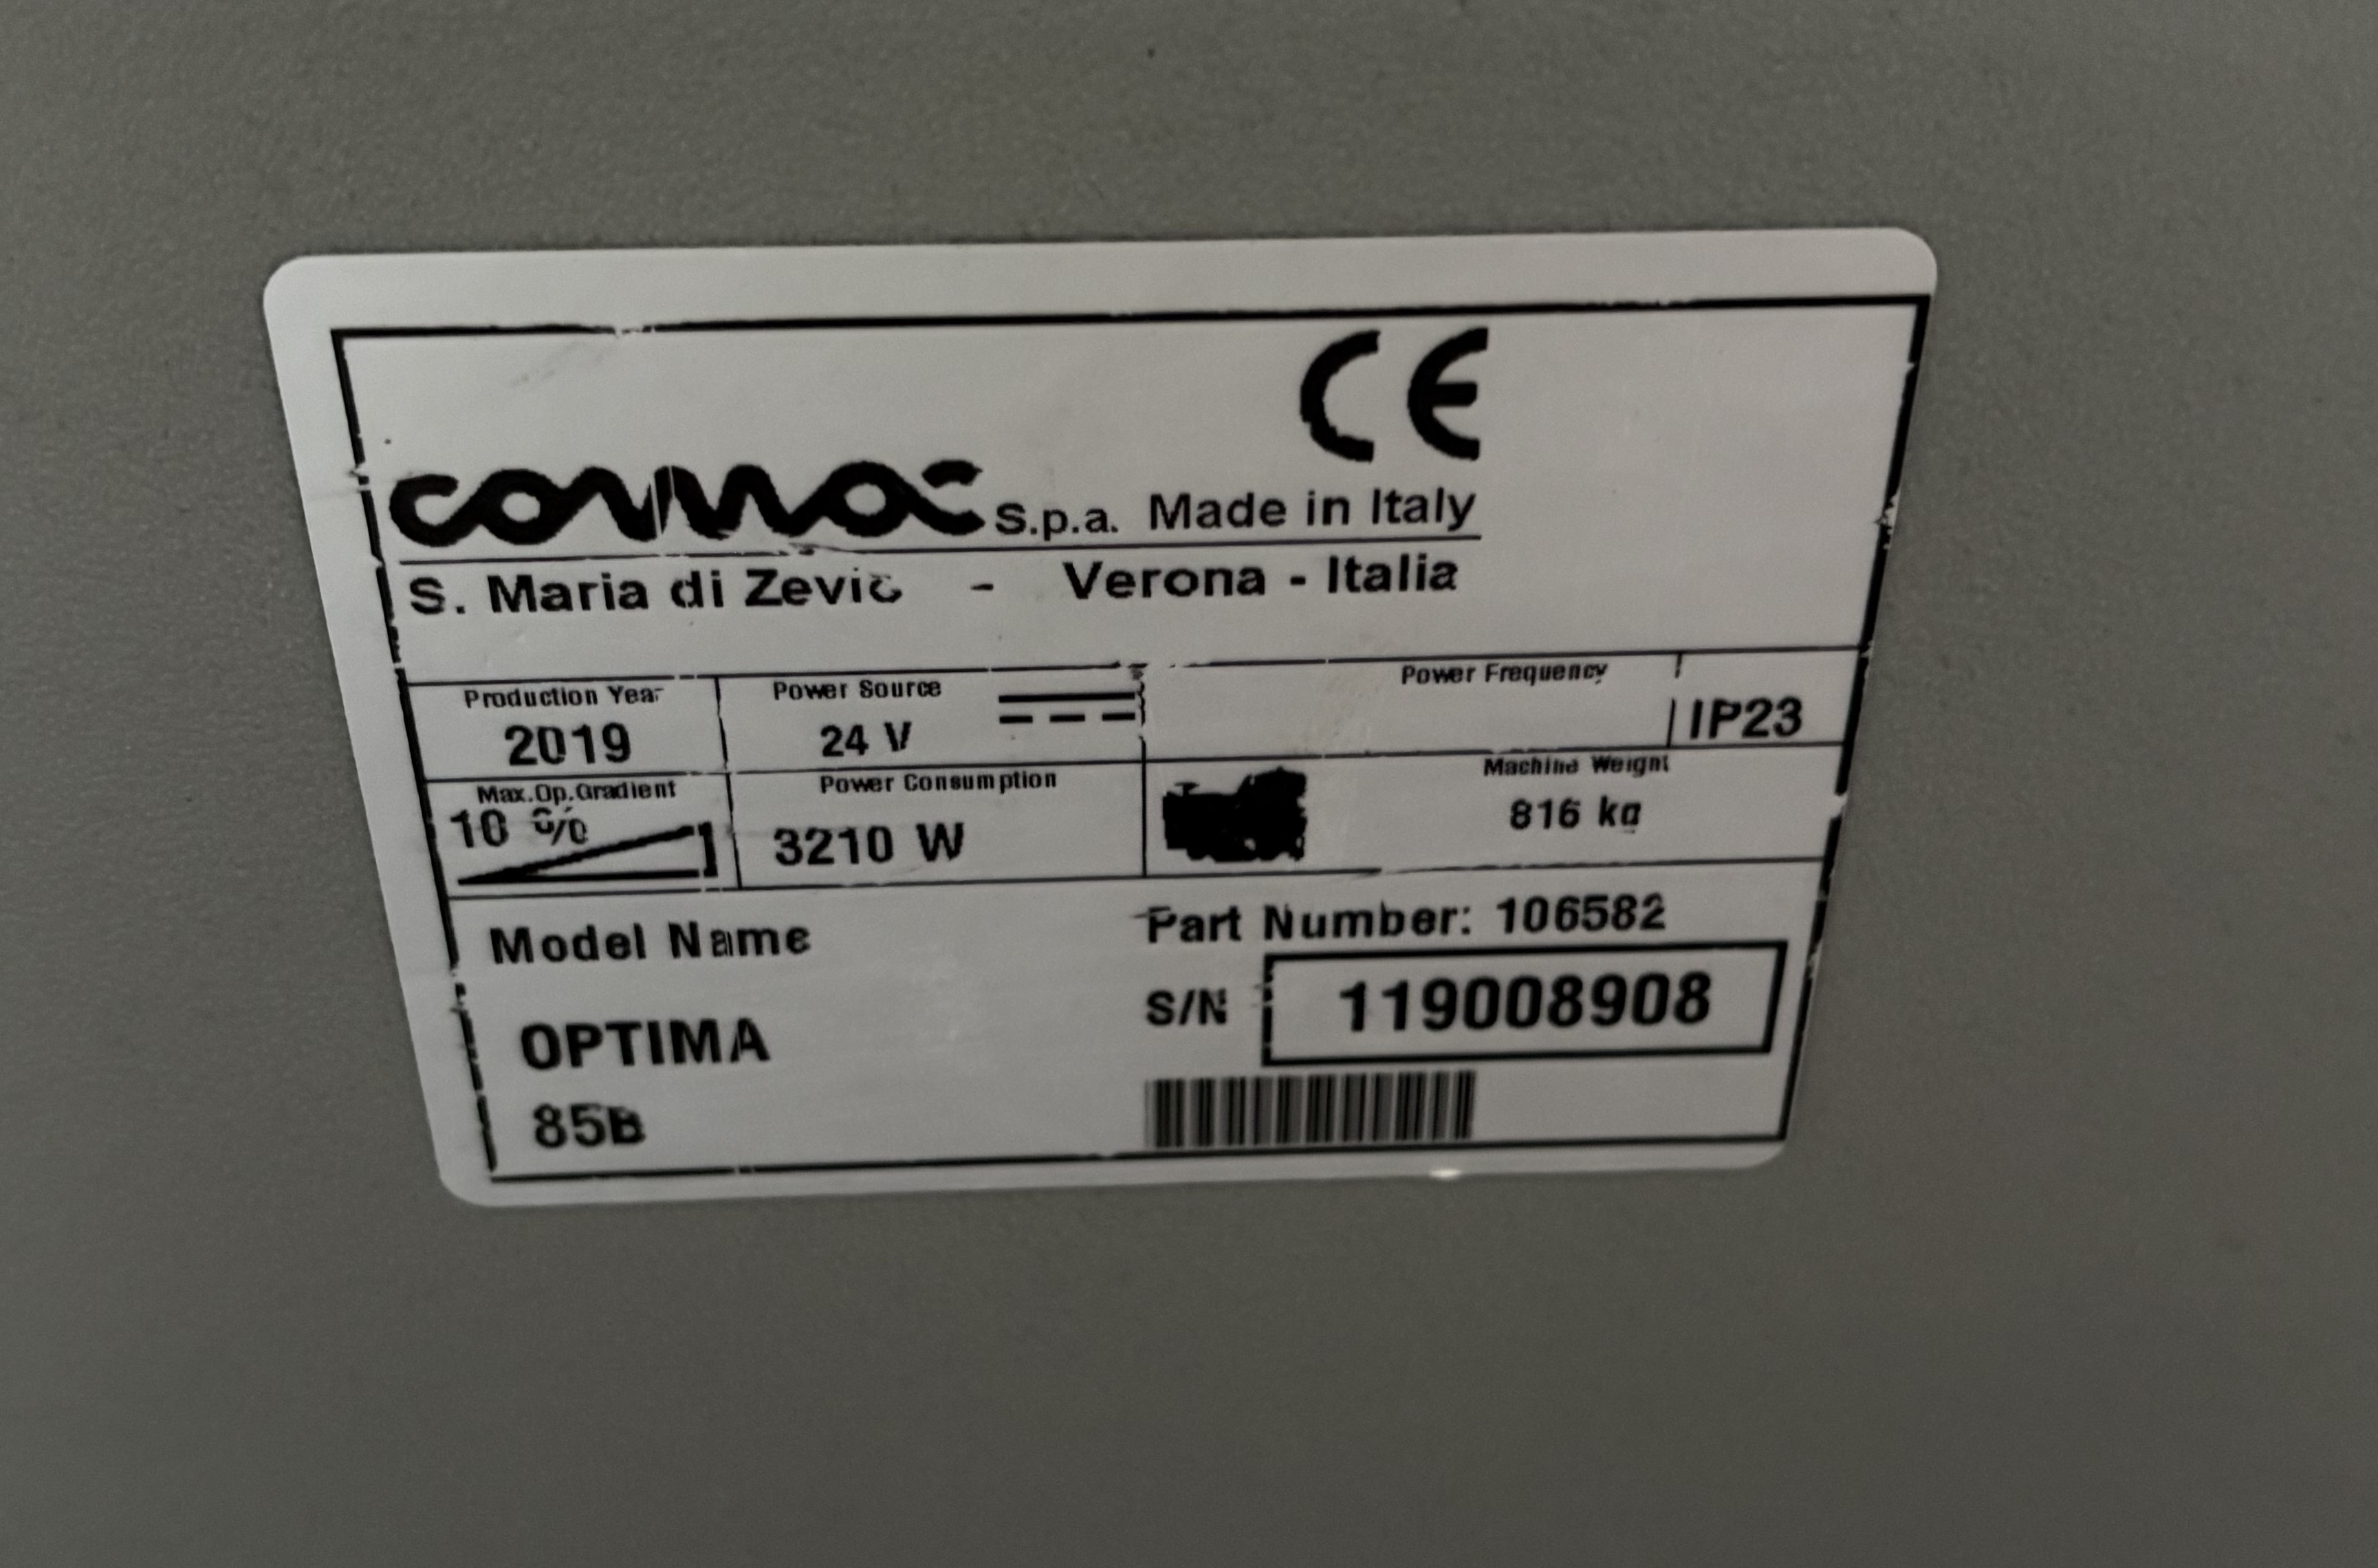 CE
comac s.p.a. Made in Italy
S. Maria di Zevio - Verona - Italia
Production Year
2019
Power Source
24 V
Power Frequency
IP23
Max.Op.Gradient
10 %
Power Consumption
3210 W
Machine Weight
816 kg
Model Name
OPTIMA
85B
Part Number: 106582
S/N 119008908